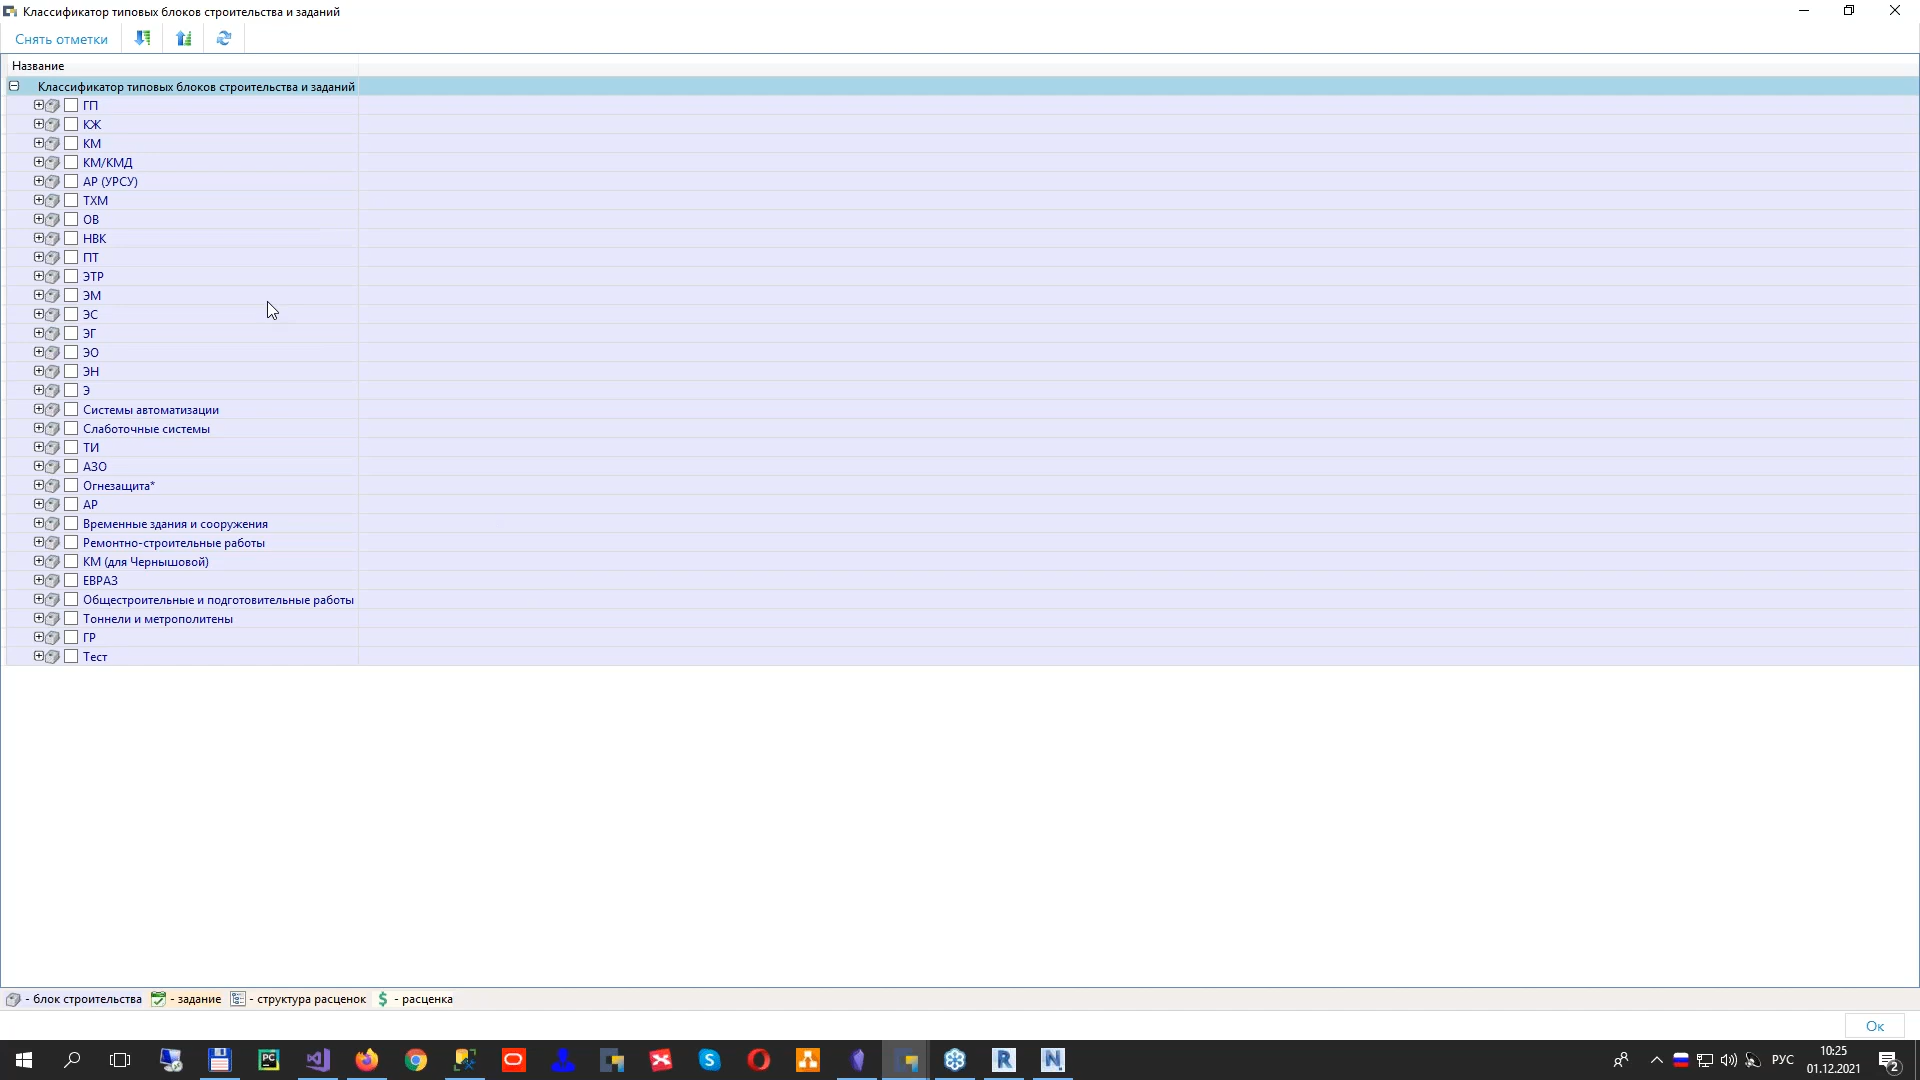 Классификатор типовых блоков строительства и заданий
Снять отметки
Название
Классификатор типовых блоков строительства и заданий
ГП
КЖ
КМ
КМ/КМД
АР (УРСУ)
ТХМ
ОВ
НВК
ПТ
ЭТР
ЭМ
ЭС
ЭГ
ЭО
ЭН
Э
Системы автоматизации
Слаботочные системы
ТИ
АЗО
Огнезащита*
АР
Временные здания и сооружения
Ремонтно-строительные работы
КМ (для Чернышовой)
ЕВРАЗ
Общестроительные и подготовительные работы
Тоннели и метрополитены
ГР
Тест
- блок строительства - задание - структура расценок $ - расценка
Ок
РУС
10:25
01.12.2021
2